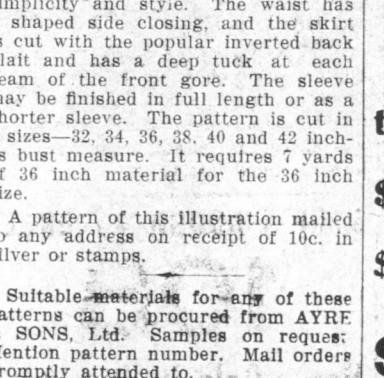 implicity and style. The waist has
shaped side closing, and the skirt
s cut with the popular inverted back
lait and has a deep tuck at each
eam of the front gore. The sleeve
may be finished in full length or as a
horter sleeve. The pattern is cut in
sizes—32, 34, 36, 38, 40 and 42 inch-
s bust measure. It requires 7 yards
f 36 inch material for the 36 inch
ize.
A pattern of this illustration mailed
o any address on receipt of 10c. in
ilver or stamps.
Suitable materials for any of these
atterns can be procured from AYRE
SONS, Ltd. Samples on request
Mention pattern number. Mail orders
romptly attended to.